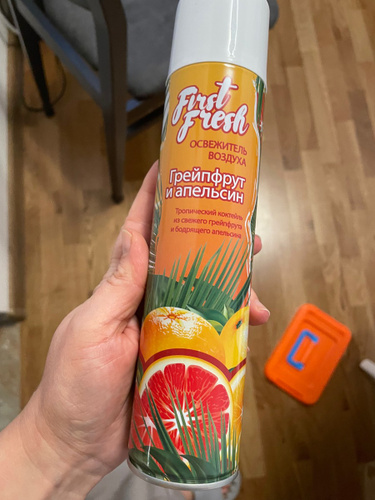 First
Fresh
ОСВЕЖИТЕЛЬ
ВОЗДУХА
Грейпфрут
и апельсин
Тропический коктейль
из свежего грейпфрута
и бодрящего апельсина